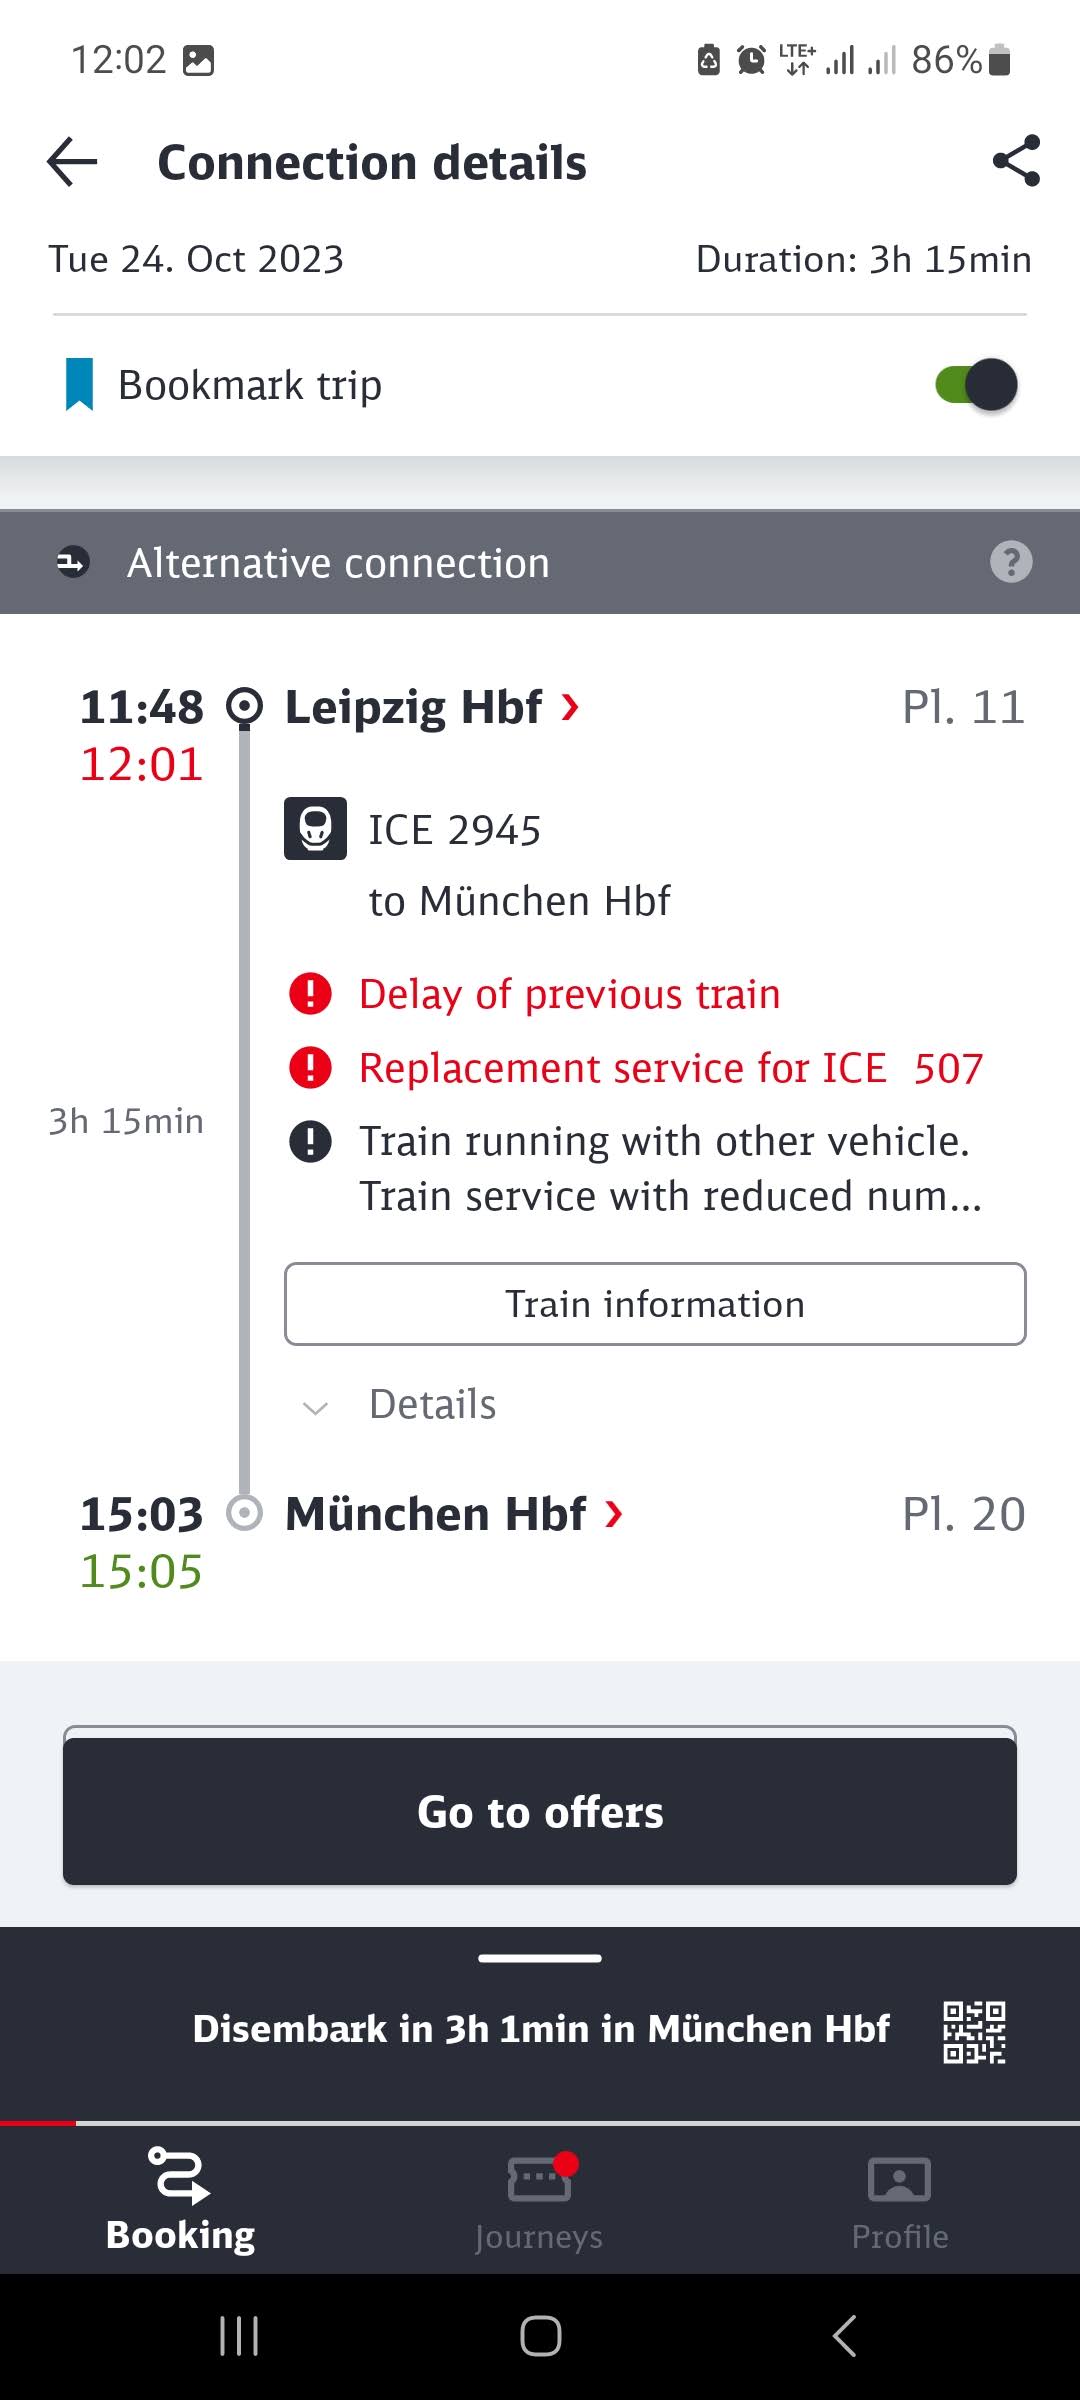 12:02
LTE+ 86%
Connection details
Tue 24. Oct 2023 Duration: 3h 15min
Bookmark trip
Alternative connection ?
11:48 Leipzig Hbf Pl. 11
12:01
ICE 2945
to München Hbf
Delay of previous train
Replacement service for ICE  507
3h 15min
Train running with other vehicle.
Train service with reduced num...
Train information
Details
15:03 München Hbf Pl. 20
15:05
Go to offers
Disembark in 3h 1min in München Hbf
Booking Journeys Profile